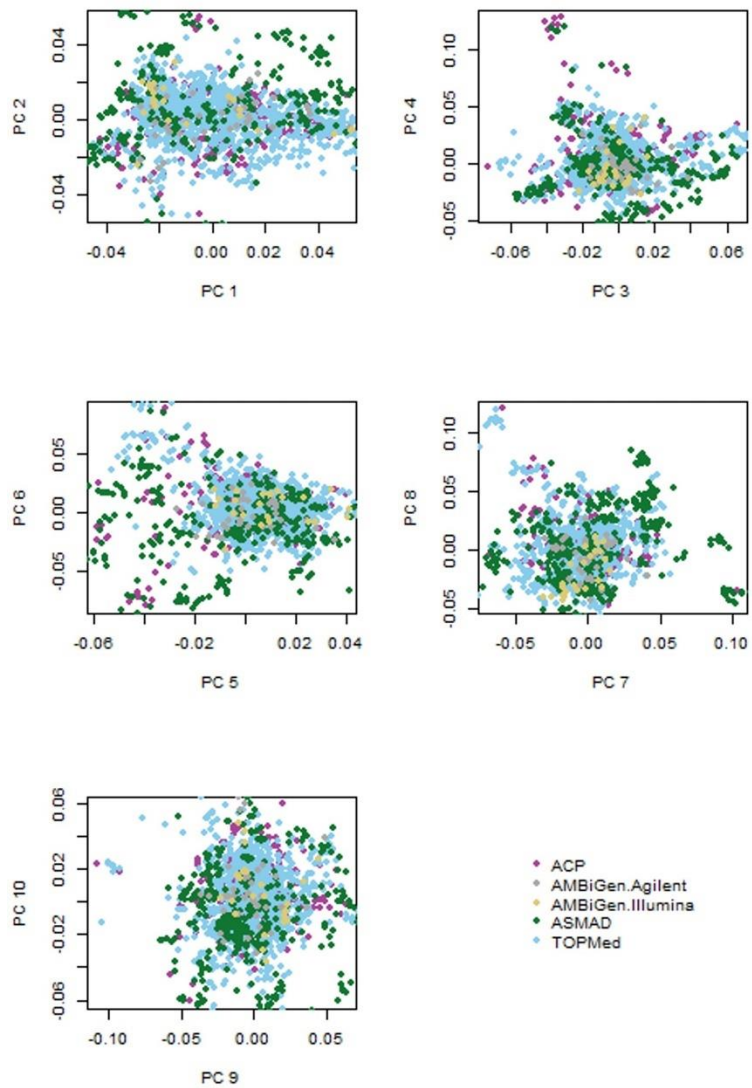 PC 2
0.04
0.00
-0.04
-0.04 0.00 0.02 0.04
PC 1
PC 4
0.10
0.05
0.00
-0.05
-0.06 -0.02 0.02 0.06
PC 3
PC 6
0.05
0.00
-0.05
-0.06 -0.02 0.02 0.04
PC 5
PC 8
0.10
0.05
0.00
-0.05
-0.05 0.00 0.05 0.10
PC 7
PC 10
0.06
0.02
-0.02
-0.06
-0.10 -0.05 0.00 0.05
PC 9
ACP
AMBiGen.Agilent
AMBiGen.Illumina
ASMAD
TOPMed